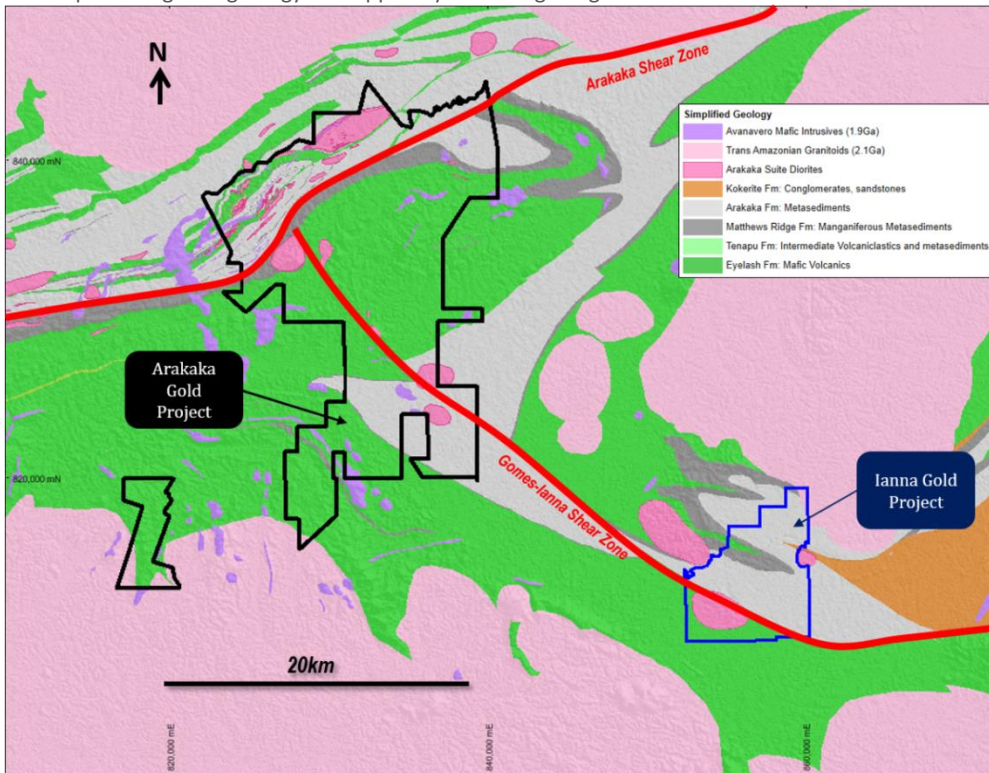 N
Arakaka Shear Zone
Simplified Geology
Avanavero Mafic Intrusives (1.9Ga)
Trans Amazonian Granitoids (2.1Ga)
Arakaka Suite Diorites
Kokerite Fm: Conglomerates, sandstones
Arakaka Fm: Metasediments
Matthews Ridge Fm: Manganiferous Metasediments
Tenapu Fm: Intermediate Volcaniclastics and metasediments
Eyelash Fm: Mafic Volcanics
840,000 mN
Arakaka
Gold
Project
820,000 mN
Gomes-Ianna Shear Zone
Ianna Gold
Project
20km
820,000 mE
840,000 mE
860,000 mE